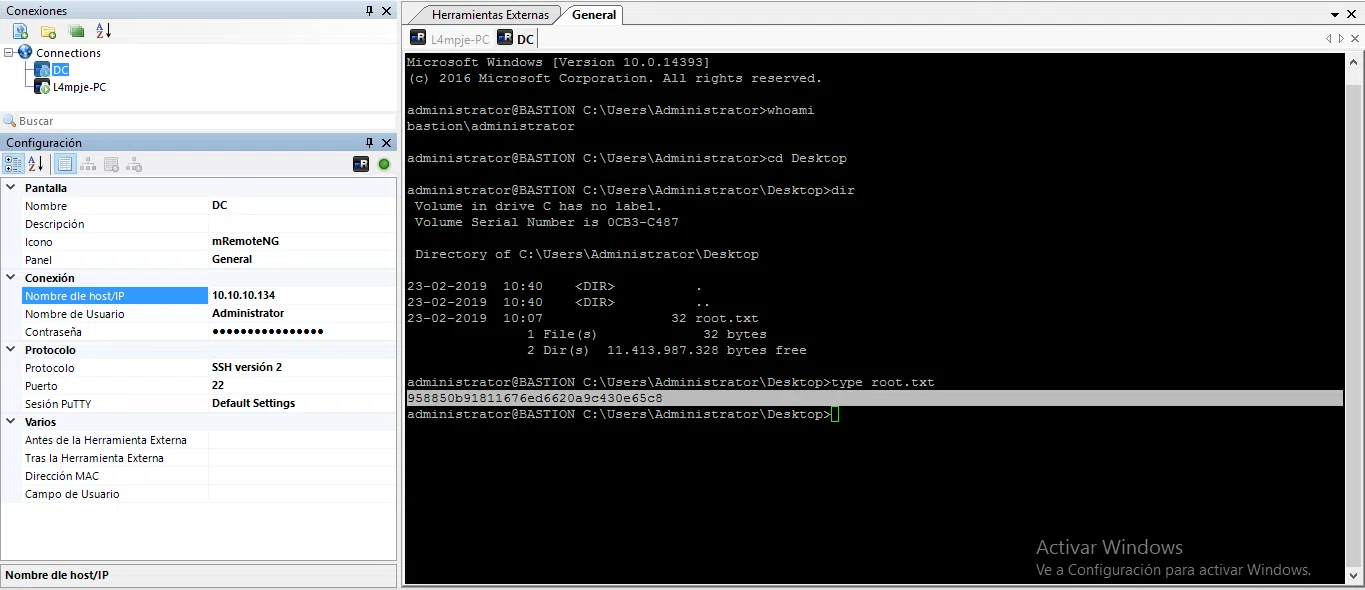 Conexiones
Connections
DC
L4mpje-PC
Buscar
Configuración
Pantalla
Nombre DC
Descripción
Icono mRemoteNG
Panel General
Conexión
Nombre dle host/IP 10.10.10.134
Nombre de Usuario Administrator
Contraseña ●●●●●●●●●●●●●●●●
Protocolo
Protocolo SSH versión 2
Puerto 22
Sesión PuTTY Default Settings
Varios
Antes de la Herramienta Externa
Tras la Herramienta Externa
Dirección MAC
Campo de Usuario
Nombre dle host/IP
Herramientas Externas General
L4mpje-PC DC
Microsoft Windows [Version 10.0.14393]
(c) 2016 Microsoft Corporation. All rights reserved.
administrator@BASTION C:\Users\Administrator>whoami
bastion\administrator
administrator@BASTION C:\Users\Administrator>cd Desktop
administrator@BASTION C:\Users\Administrator\Desktop>dir
Volume in drive C has no label.
Volume Serial Number is 0CB3-C487
Directory of C:\Users\Administrator\Desktop
23-02-2019 10:40 <DIR> .
23-02-2019 10:40 <DIR> ..
23-02-2019 10:07 32 root.txt
1 File(s) 32 bytes
2 Dir(s) 11.413.987.328 bytes free
administrator@BASTION C:\Users\Administrator\Desktop>type root.txt
958850b91811676ed6620a9c430e65c8
administrator@BASTION C:\Users\Administrator\Desktop>
Activar Windows
Ve a Configuración para activar Windows.